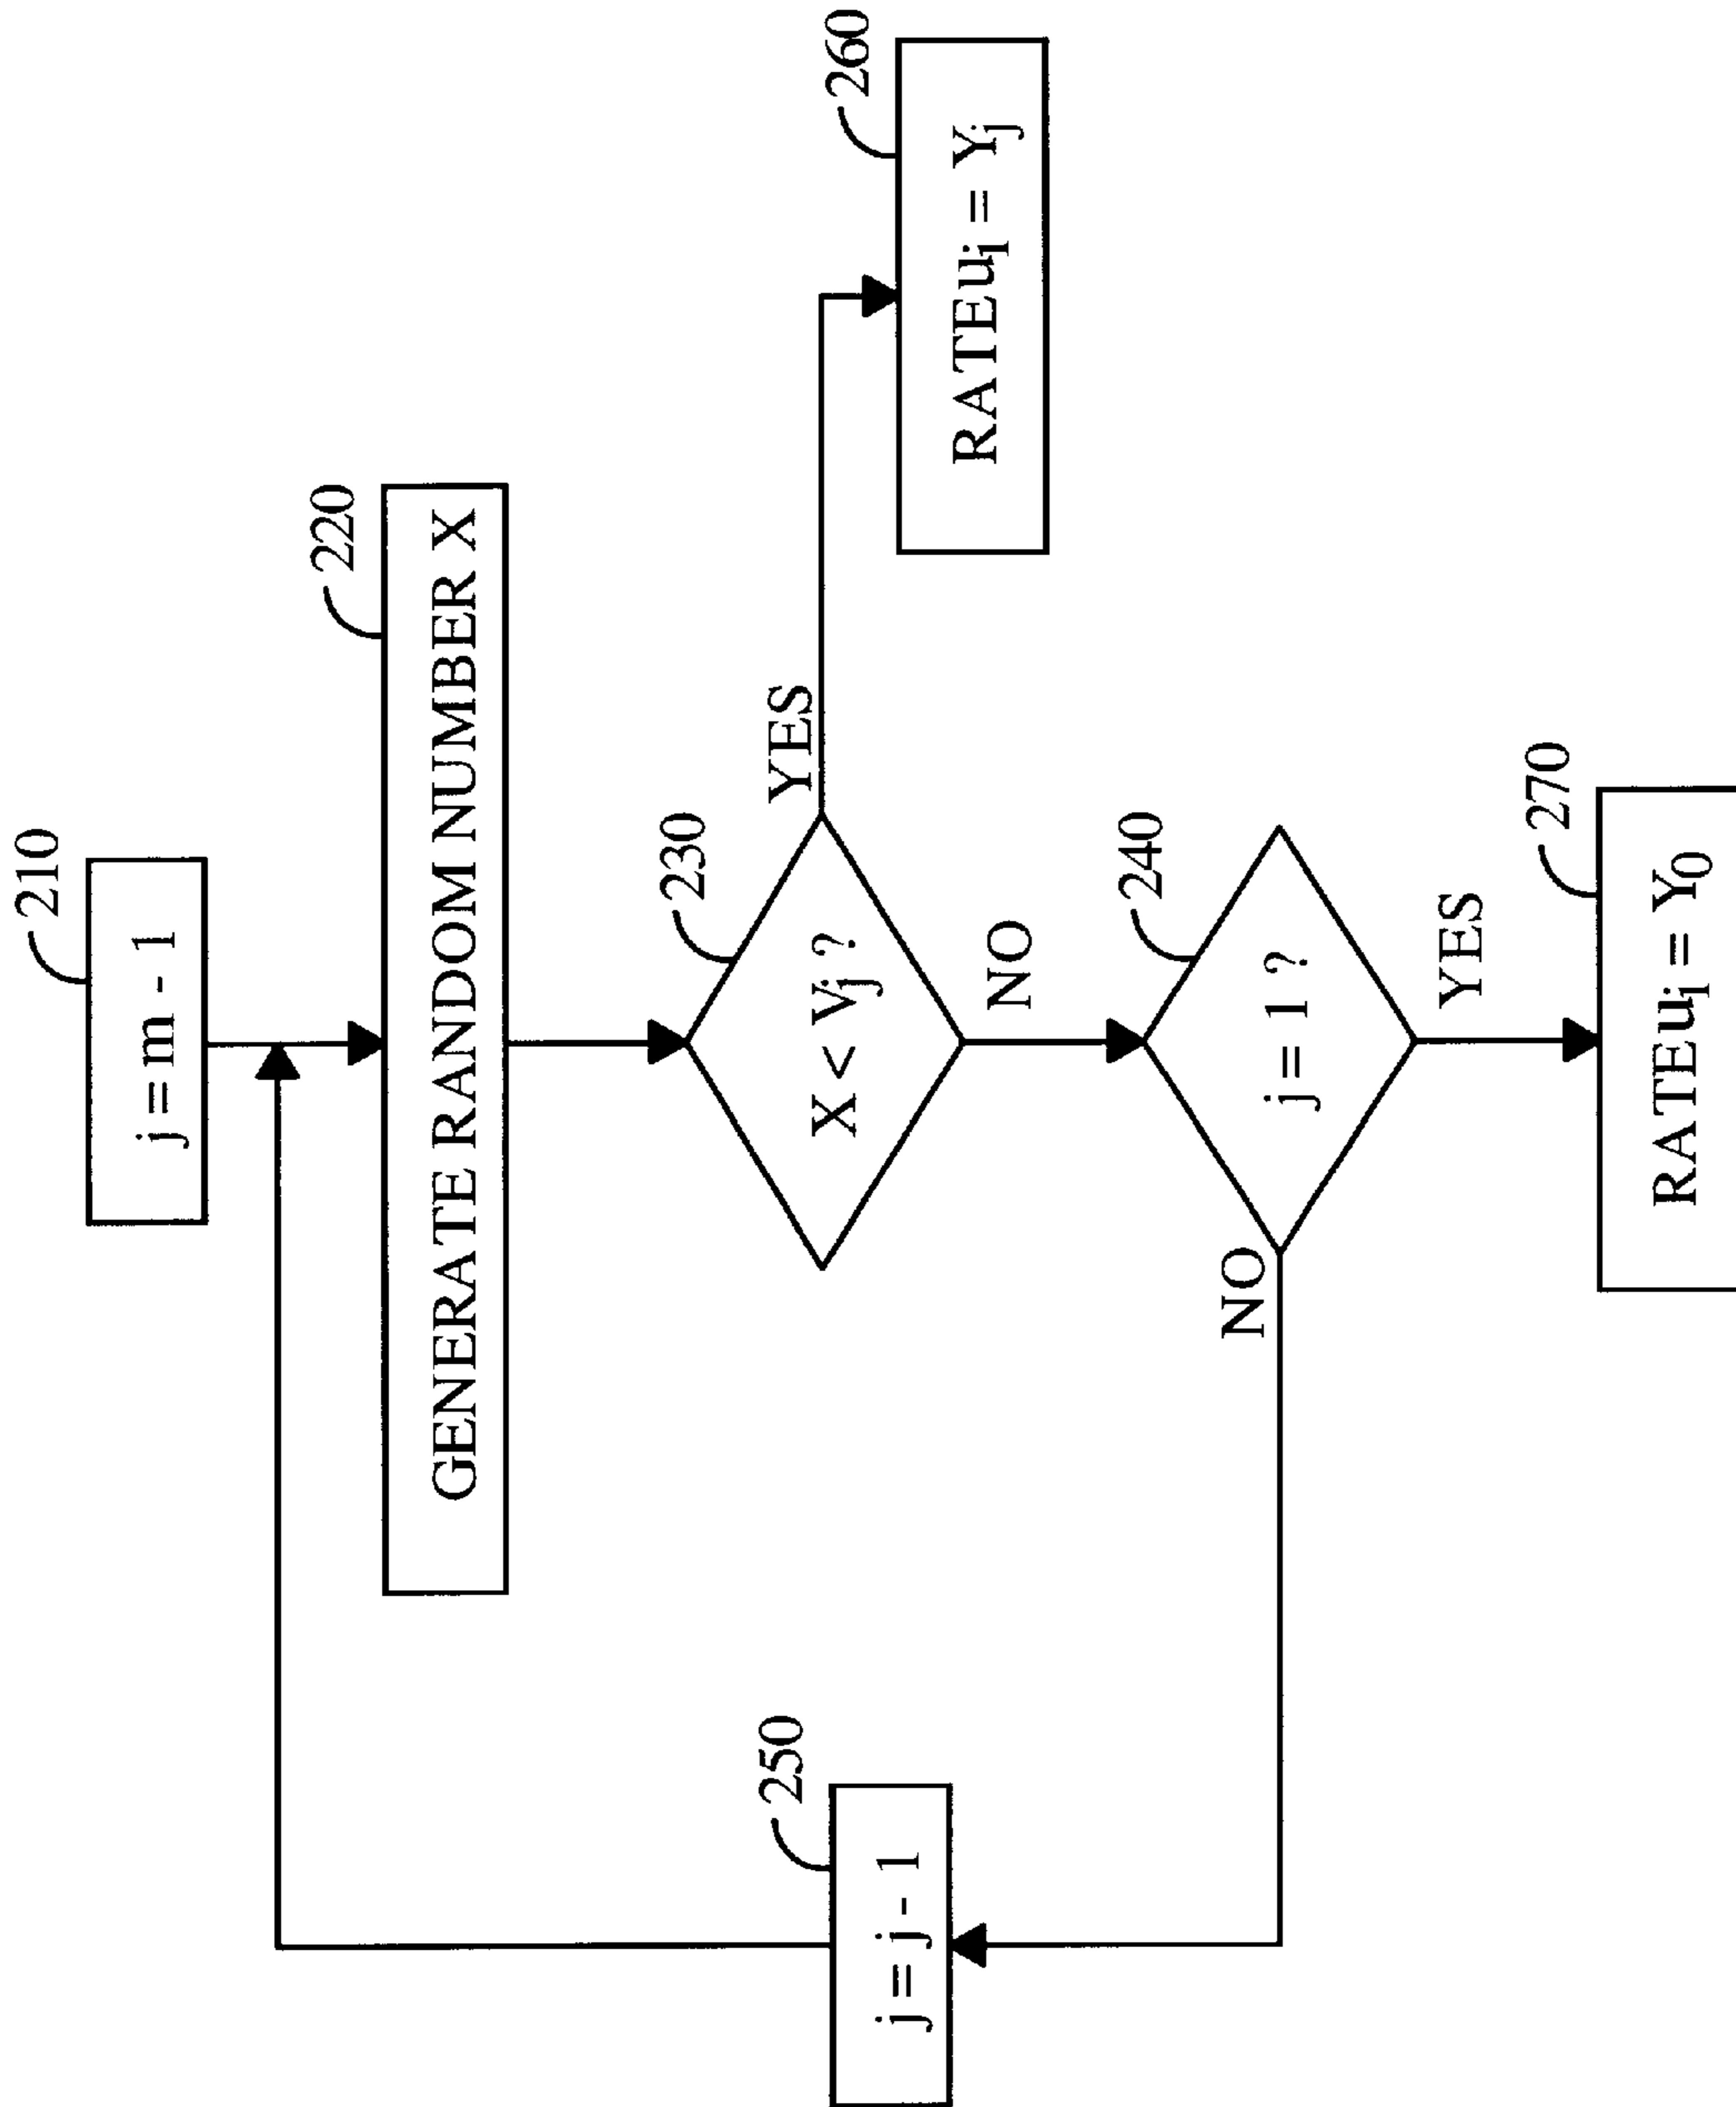 210
j = m - 1
220
GENERATE RANDOM NUMBER X
230
X < Vj ?
YES
NO
250
j = j - 1
260
RATEui = Yj
240
j = 1 ?
NO
YES
270
RATEui = Y0